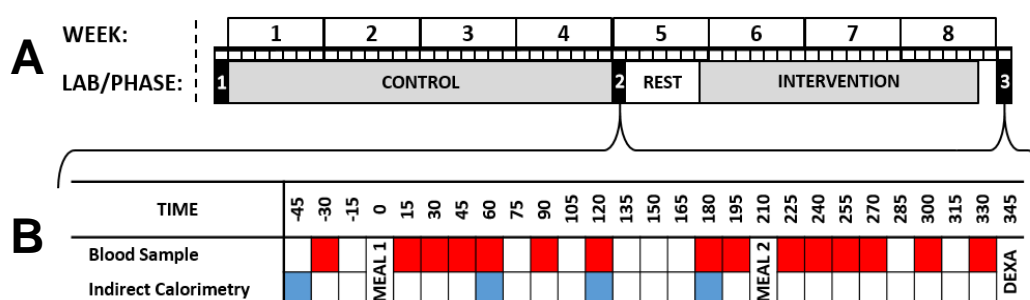 A
WEEK: 1 2 3 4 5 6 7 8
LAB/PHASE: 1 CONTROL 2 REST INTERVENTION 3
B
TIME -45 -30 -15 0 15 30 45 60 75 90 105 120 135 150 165 180 195 210 225 240 255 270 285 300 315 330 345
Blood Sample MEAL 1 MEAL 2 DEXA
Indirect Calorimetry